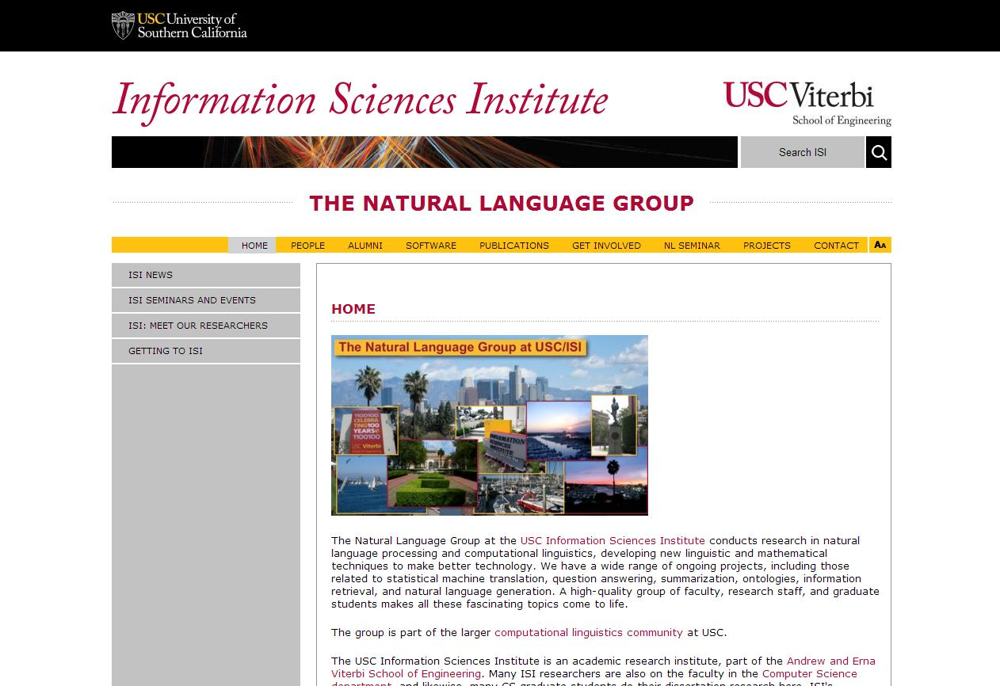 USC University of
Southern California
Information Sciences Institute
USC Viterbi
School of Engineering
Search ISI
THE NATURAL LANGUAGE GROUP
HOME PEOPLE ALUMNI SOFTWARE PUBLICATIONS GET INVOLVED NL SEMINAR PROJECTS CONTACT AA
ISI NEWS
ISI SEMINARS AND EVENTS
ISI: MEET OUR RESEARCHERS
GETTING TO ISI
HOME
The Natural Language Group at USC/ISI
1100100
CELEBRA
TING100
YEARS
1100100
USC Viterbi
INFORMATION
SCIENCES
INSTITUTE
The Natural Language Group at the USC Information Sciences Institute conducts research in natural
language processing and computational linguistics, developing new linguistic and mathematical
techniques to make better technology. We have a wide range of ongoing projects, including those
related to statistical machine translation, question answering, summarization, ontologies, information
retrieval, and natural language generation. A high-quality group of faculty, research staff, and graduate
students makes all these fascinating topics come to life.
The group is part of the larger computational linguistics community at USC.
The USC Information Sciences Institute is an academic research institute, part of the Andrew and Erna
Viterbi School of Engineering. Many ISI researchers are also on the faculty in the Computer Science
department, and likewise, many CS graduate students do their dissertation research here. ISI's